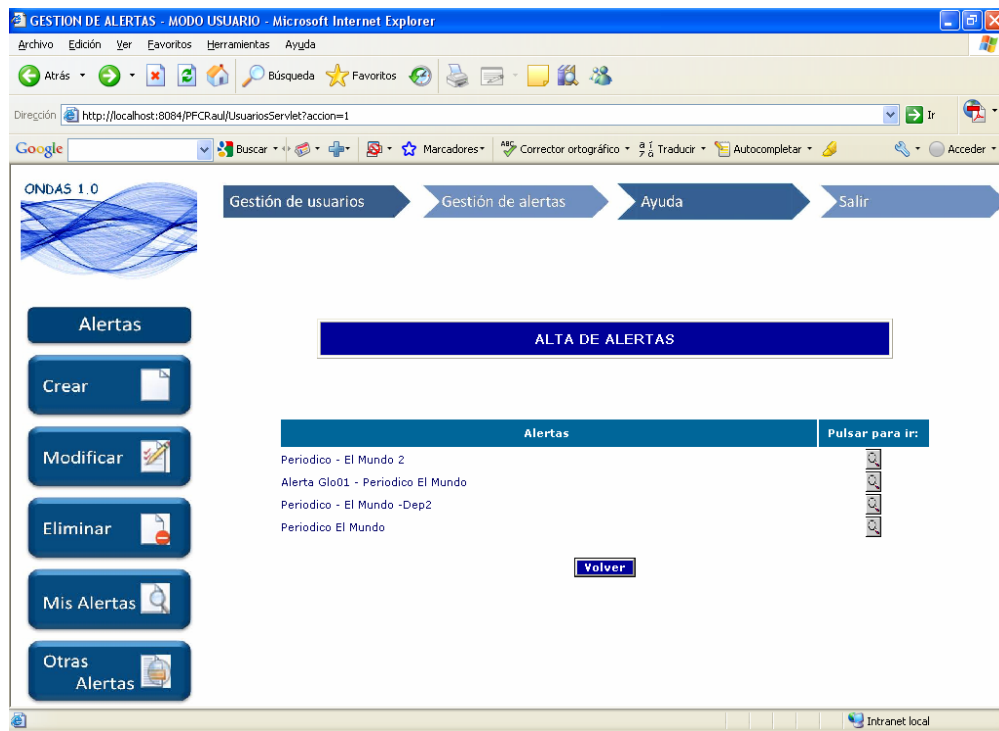 GESTION DE ALERTAS - MODO USUARIO - Microsoft Internet Explorer
Archivo Edición Ver Favoritos Herramientas Ayuda
Atrás Búsqueda Favoritos
Dirección http://localhost:8084/PFCRaul/UsuariosServlet?accion=1 Ir
Google Buscar Marcadores ABC Corrector ortográfico Traducir Autocompletar Acceder
ONDAS 1.0
Gestión de usuarios Gestión de alertas Ayuda Salir
Alertas
Crear
Modificar
Eliminar
Mis Alertas
Otras
Alertas
ALTA DE ALERTAS
Alertas Pulsar para ir:
Periodico - El Mundo 2
Alerta Glo01 - Periodico El Mundo
Periodico - El Mundo -Dep2
Periodico El Mundo
Volver
Intranet local